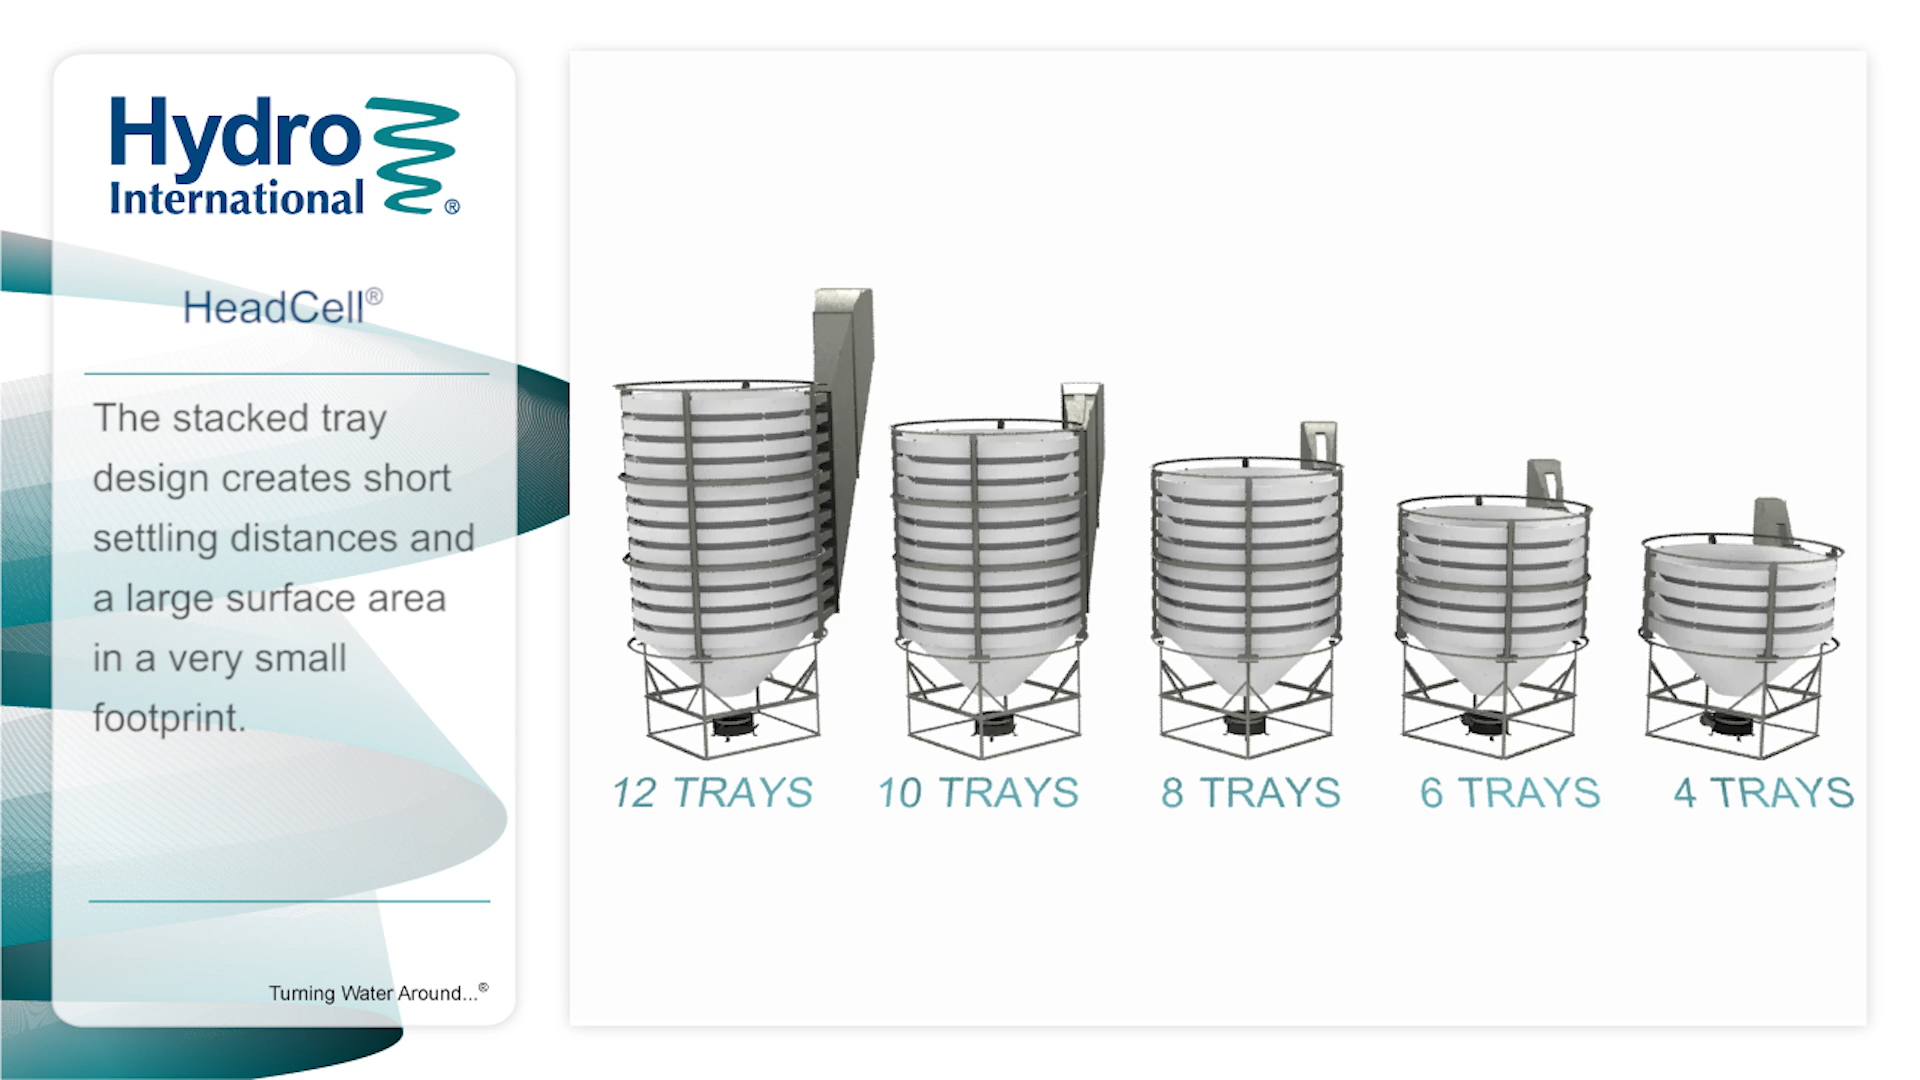 Hydro
International ®
HeadCell®
The stacked tray
design creates short
settling distances and
a large surface area
in a very small
footprint.
Turning Water Around...®
12 TRAYS
10 TRAYS
8 TRAYS
6 TRAYS
4 TRAYS